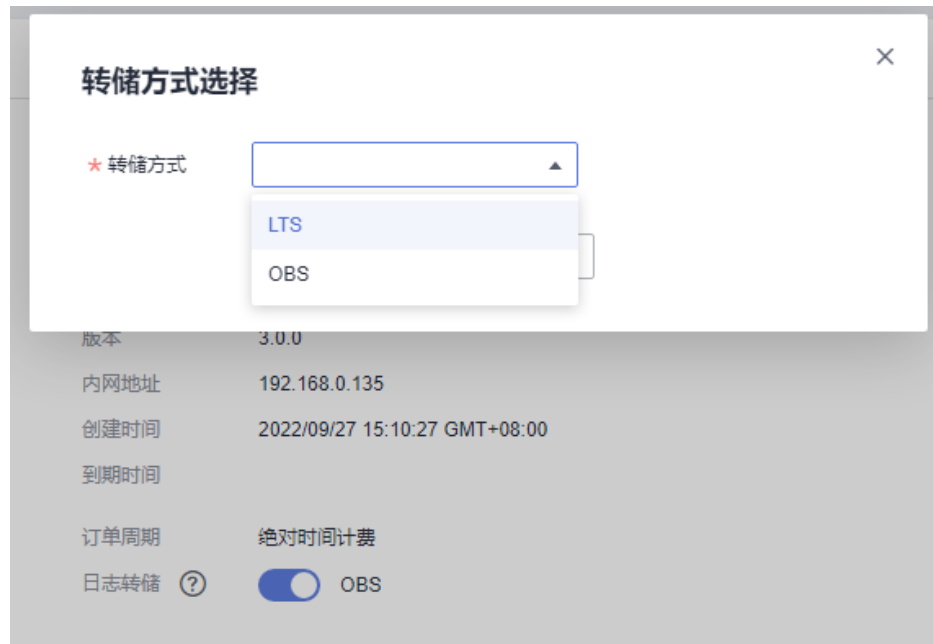 转储方式选择
* 转储方式
LTS
OBS
版本 3.0.0
内网地址 192.168.0.135
创建时间 2022/09/27 15:10:27 GMT+08:00
到期时间
订单周期 绝对时间计费
日志转储 ? OBS